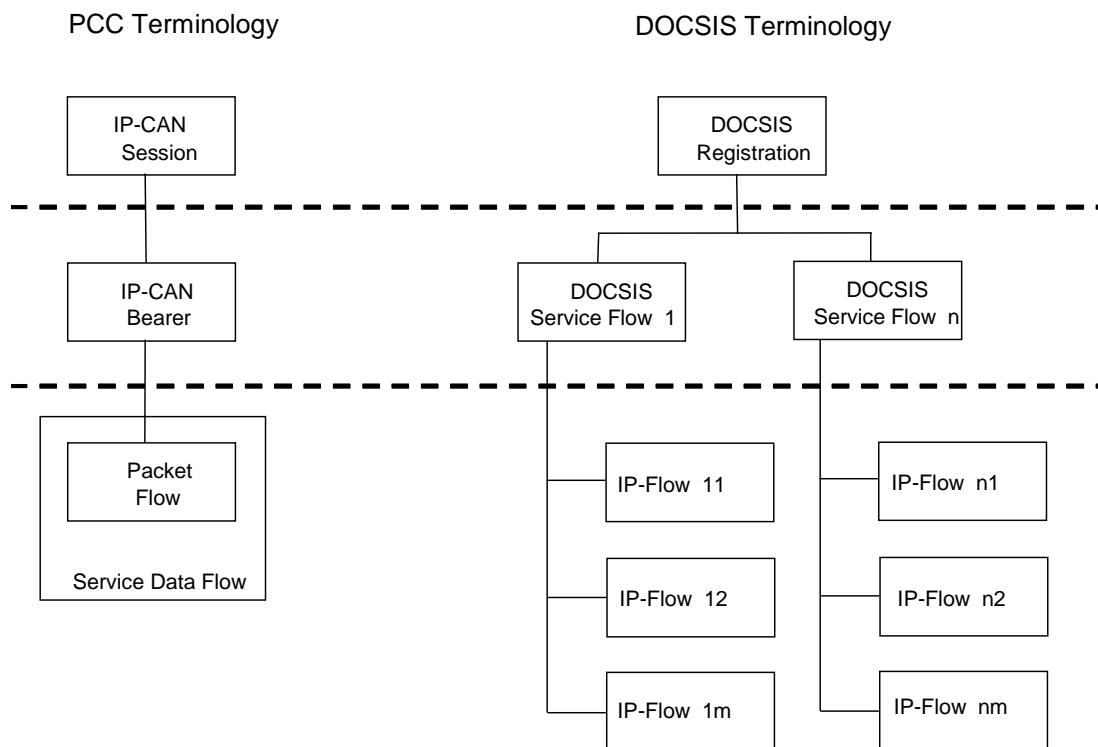 PCC Terminology
DOCSIS Terminology
IP-CAN
Session
DOCSIS
Registration
IP-CAN
Bearer
DOCSIS
Service Flow 1
DOCSIS
Service Flow n
Packet
Flow
Service Data Flow
IP-Flow 11
IP-Flow n1
IP-Flow 12
IP-Flow n2
IP-Flow 1m
IP-Flow nm